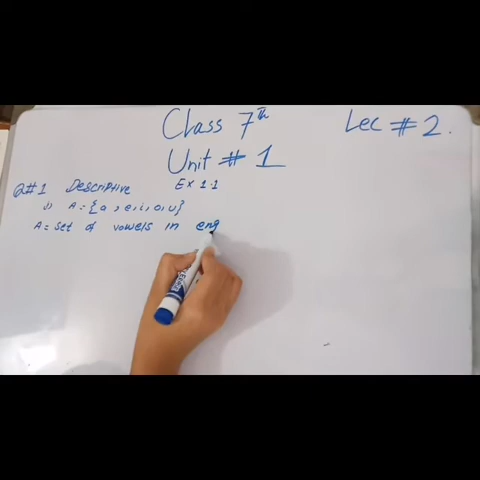 Class 7th Lec # 2.
Unit # 1
Q#1 Descriptive EX 1.1
i) A = {a, e, i, o, u}
A = set of vowels in eng